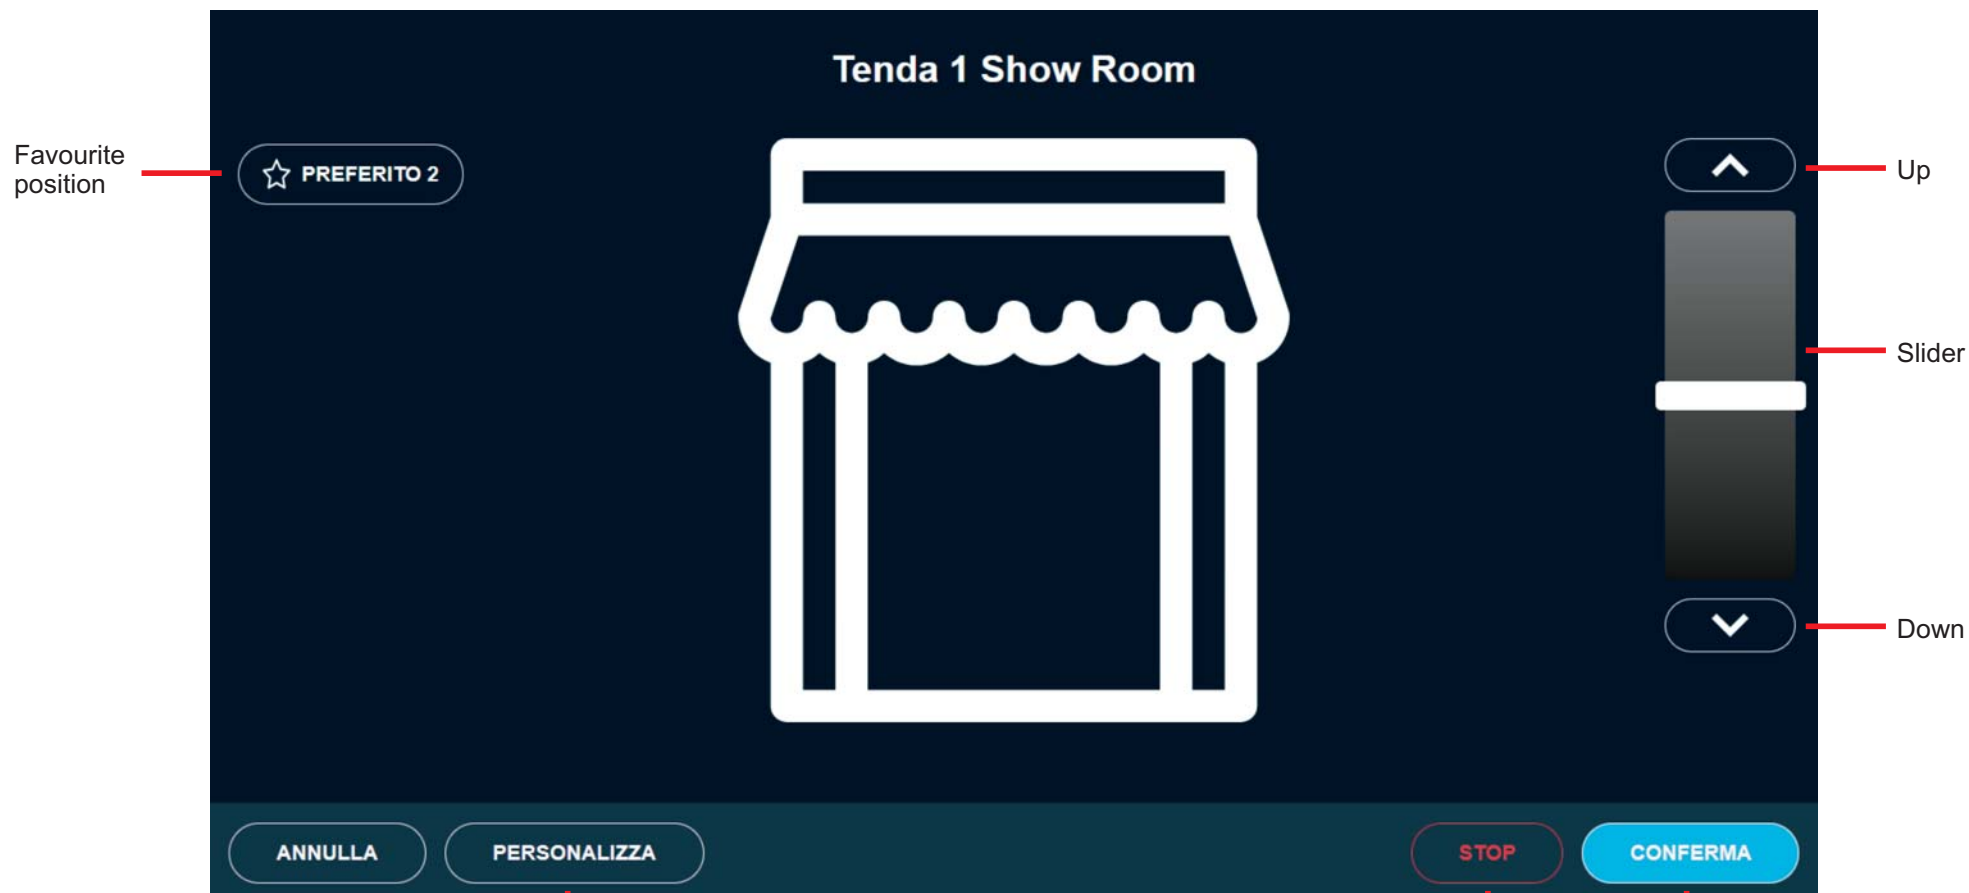 Tenda 1 Show Room
Favourite
position
PREFERITO 2
Up
Slider
Down
ANNULLA
PERSONALIZZA
STOP
CONFERMA